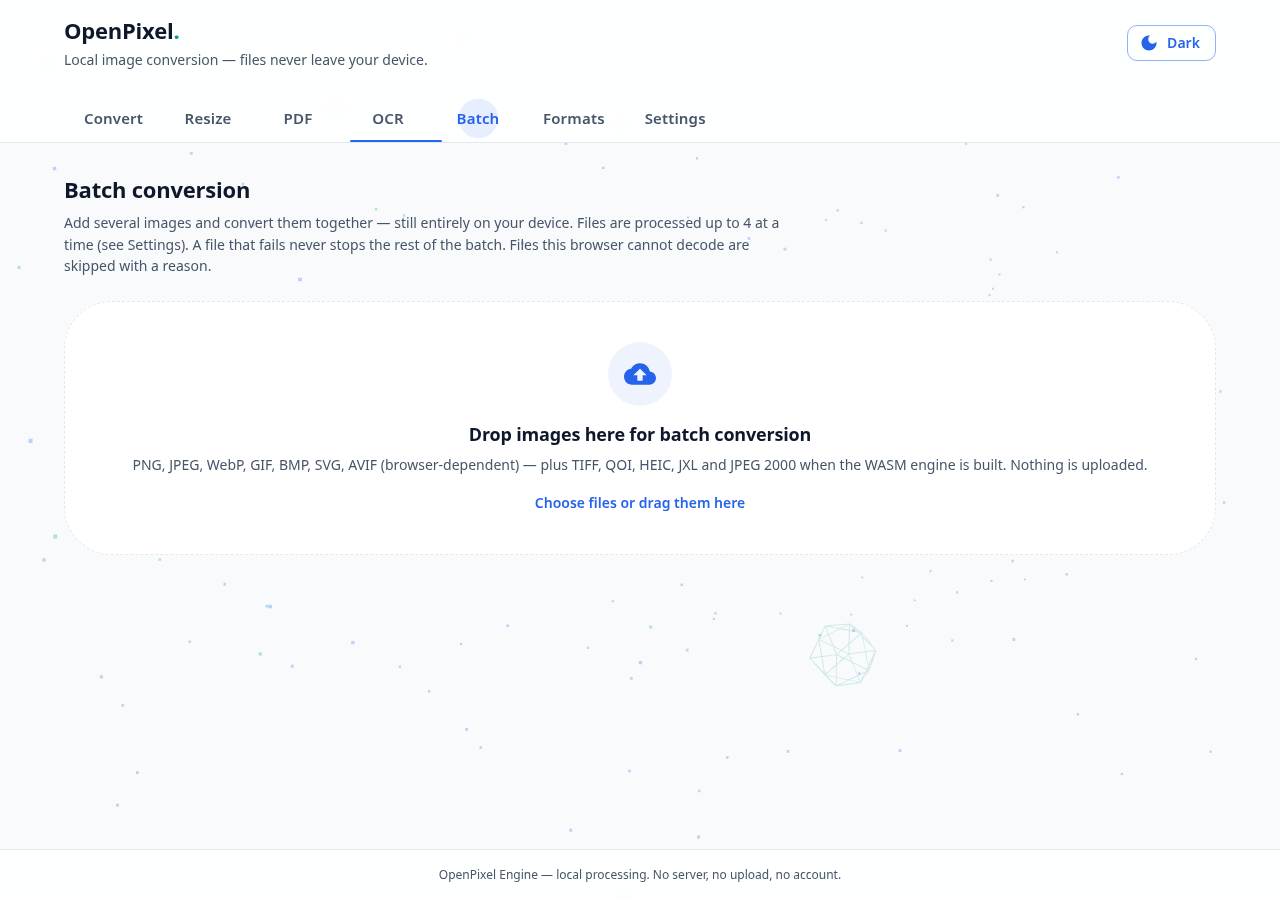 OpenPixel.
Local image conversion — files never leave your device.
Dark
Convert Resize PDF OCR Batch Formats Settings
Batch conversion
Add several images and convert them together — still entirely on your device. Files are processed up to 4 at a
time (see Settings). A file that fails never stops the rest of the batch. Files this browser cannot decode are
skipped with a reason.
Drop images here for batch conversion
PNG, JPEG, WebP, GIF, BMP, SVG, AVIF (browser-dependent) — plus TIFF, QOI, HEIC, JXL and JPEG 2000 when the WASM engine is built. Nothing is uploaded.
Choose files or drag them here
OpenPixel Engine — local processing. No server, no upload, no account.